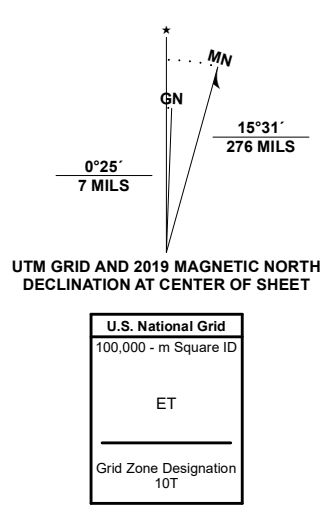 ★
MN
GN
15°31´
276 MILS
0°25´
7 MILS
UTM GRID AND 2019 MAGNETIC NORTH
DECLINATION AT CENTER OF SHEET
U.S. National Grid
100,000 - m Square ID
ET
Grid Zone Designation
10T